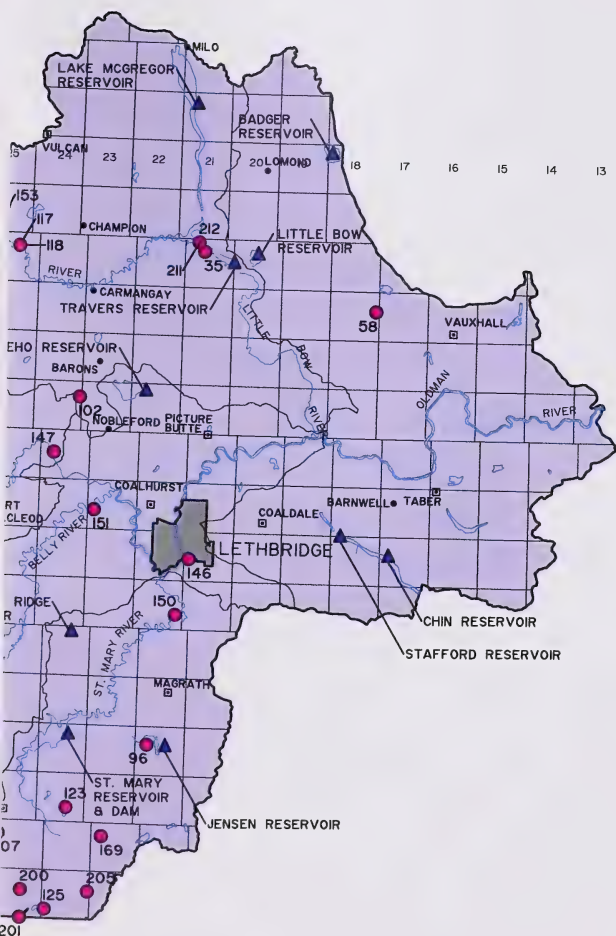 MILO
LAKE MCGREGOR
RESERVOIR
BADGER
RESERVOIR
VULCAN
24
23
22
21
20
LOMOND
18
17
16
15
14
13
153
117
118
CHAMPION
212
211
35
LITTLE BOW
RESERVOIR
RIVER
CARMANGAY
TRAVERS RESERVOIR
58
VAUXHALL
LITTLE
BOW
RIVER
EHO RESERVOIR
BARONS
OLDMAN
RIVER
102
NOBLEFORD
PICTURE
BUTTE
147
COALHURST
BARNWELL
TABER
RT
CLEOD
151
COALDALE
BELLY RIVER
LETHBRIDGE
146
RIDGE
150
CHIN RESERVOIR
STAFFORD RESERVOIR
ST. MARY RIVER
R
MAGRATH
96
ST. MARY
RESERVOIR
& DAM
JENSEN RESERVOIR
123
07
169
200
205
125
201